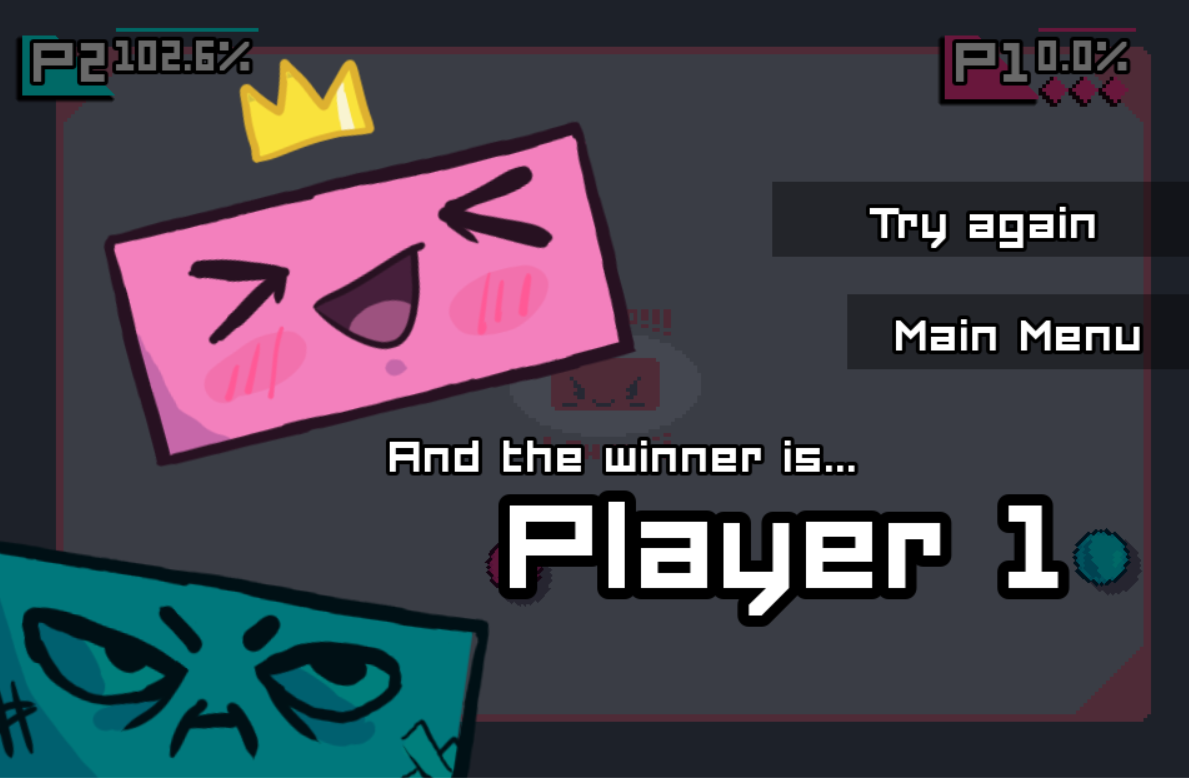 P2 102.6%
P1 0.0%
Try again
Main Menu
And the winner is...
Player 1